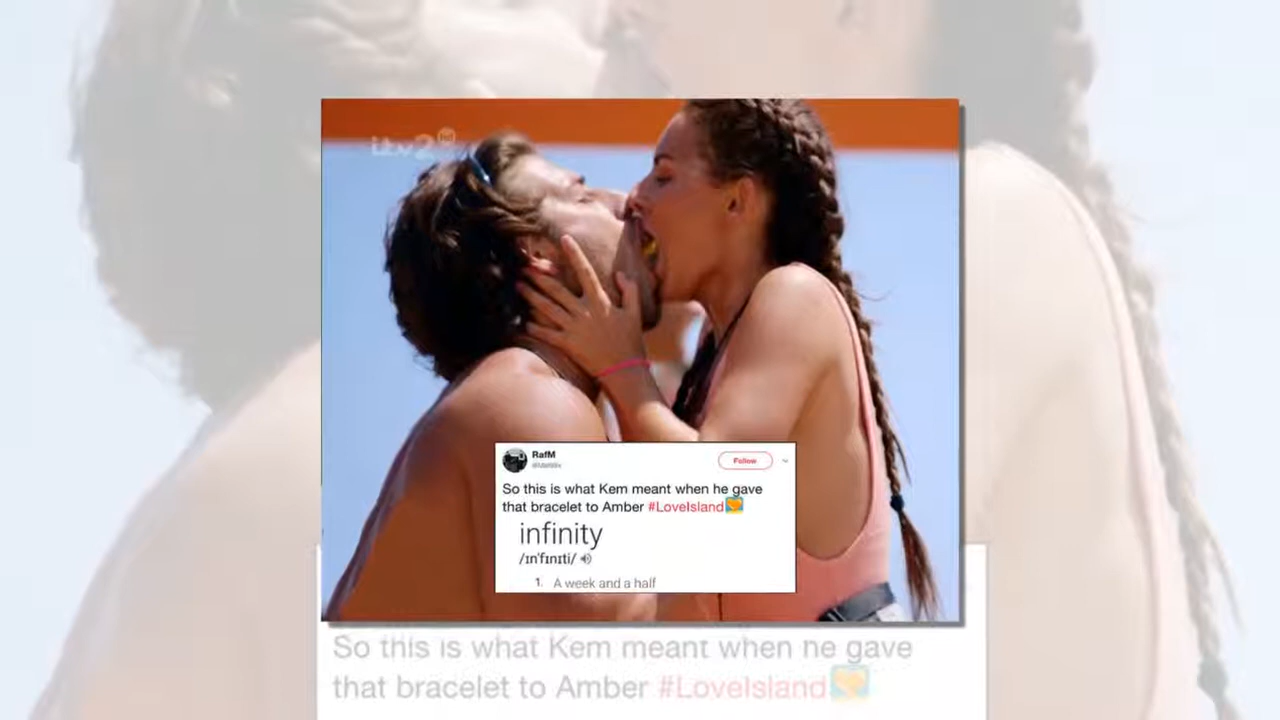 itv2
RafM
Follow
So this is what Kem meant when he gave
that bracelet to Amber #LoveIsland
infinity
/ɪnˈfɪnɪti/
1. A week and a half
So this is what Kem meant when he gave
that bracelet to Amber #LoveIsland